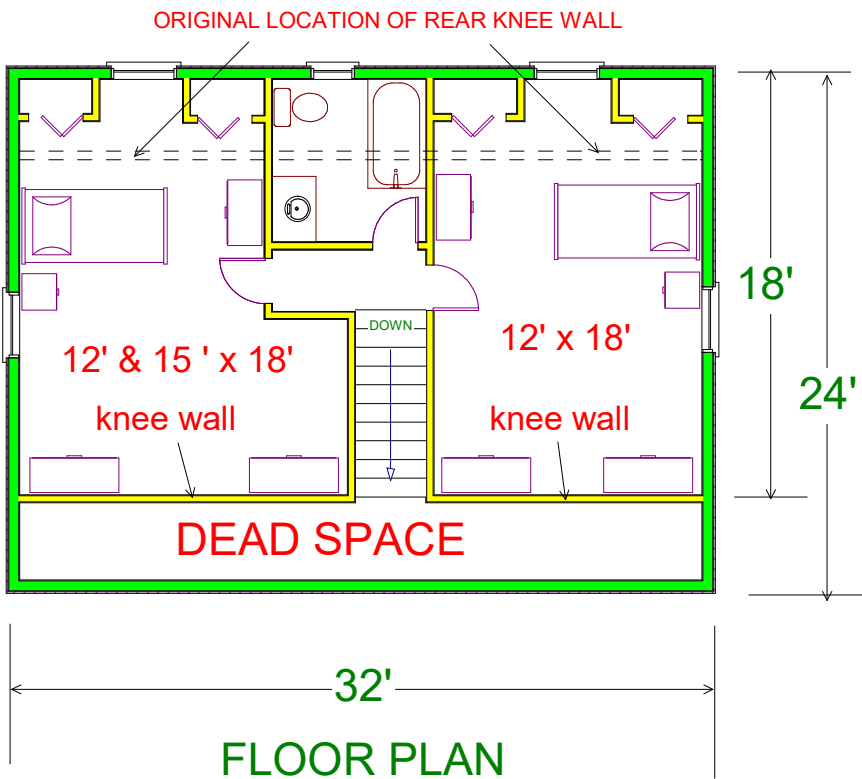 ORIGINAL LOCATION OF REAR KNEE WALL
18'
DOWN
12' & 15 ' x 18'
12' x 18'
24'
knee wall
knee wall
DEAD SPACE
32'
FLOOR PLAN